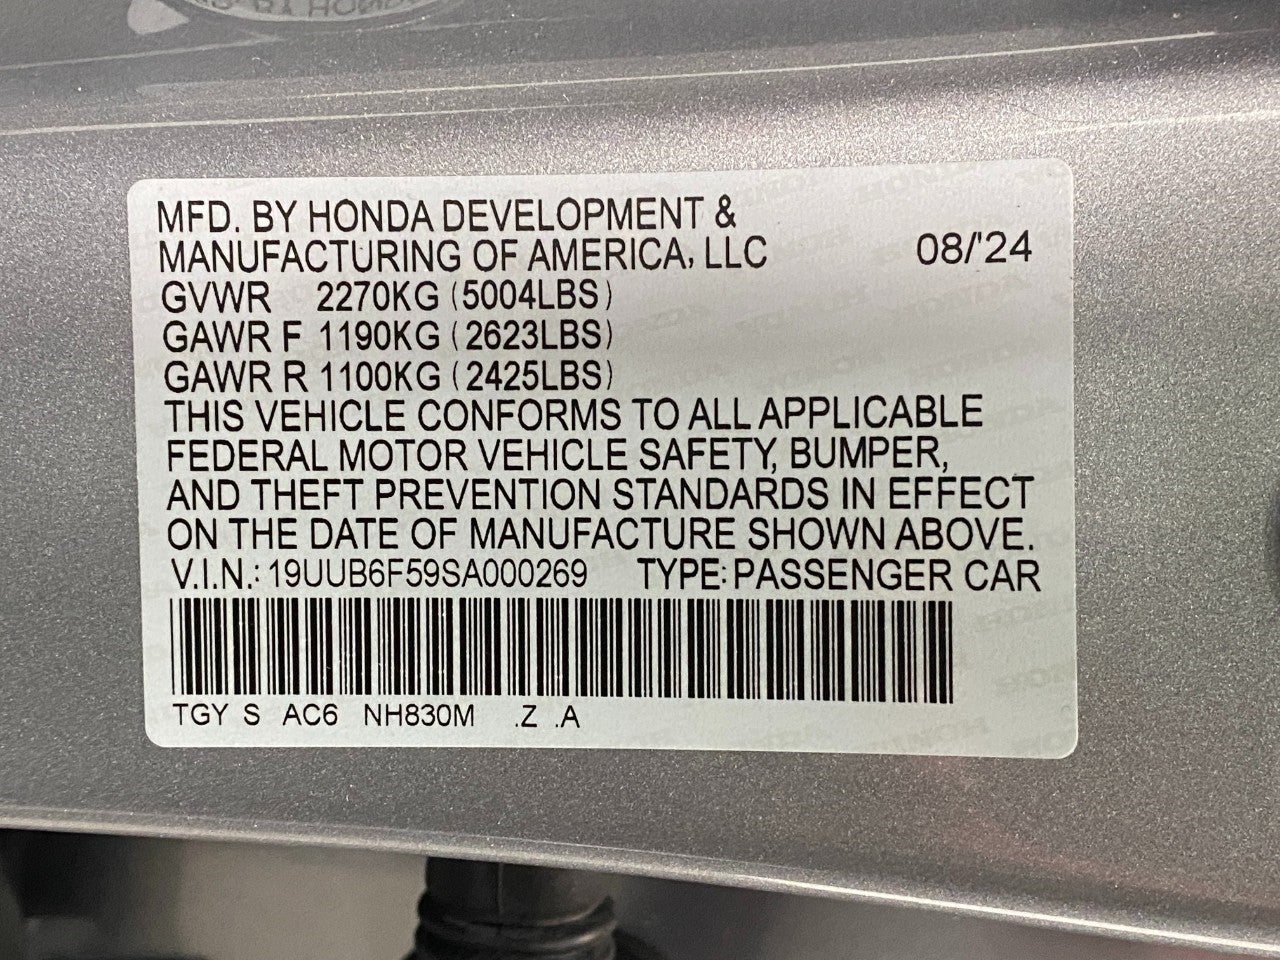 MFD. BY HONDA DEVELOPMENT &
MANUFACTURING OF AMERICA, LLC 08/'24
GVWR 2270KG (5004LBS)
GAWR F 1190KG (2623LBS)
GAWR R 1100KG (2425LBS)
THIS VEHICLE CONFORMS TO ALL APPLICABLE
FEDERAL MOTOR VEHICLE SAFETY, BUMPER,
AND THEFT PREVENTION STANDARDS IN EFFECT
ON THE DATE OF MANUFACTURE SHOWN ABOVE.
V.I.N.: 19UUB6F59SA000269 TYPE: PASSENGER CAR
TGY S AC6 NH830M .Z .A